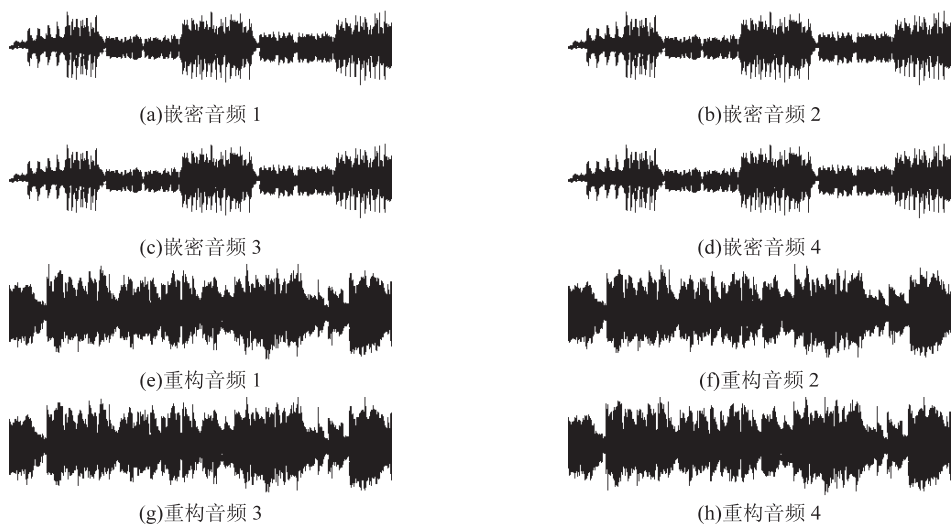 (a)嵌密音频 1
(b)嵌密音频 2
(c)嵌密音频 3
(d)嵌密音频 4
(e)重构音频 1
(f)重构音频 2
(g)重构音频 3
(h)重构音频 4